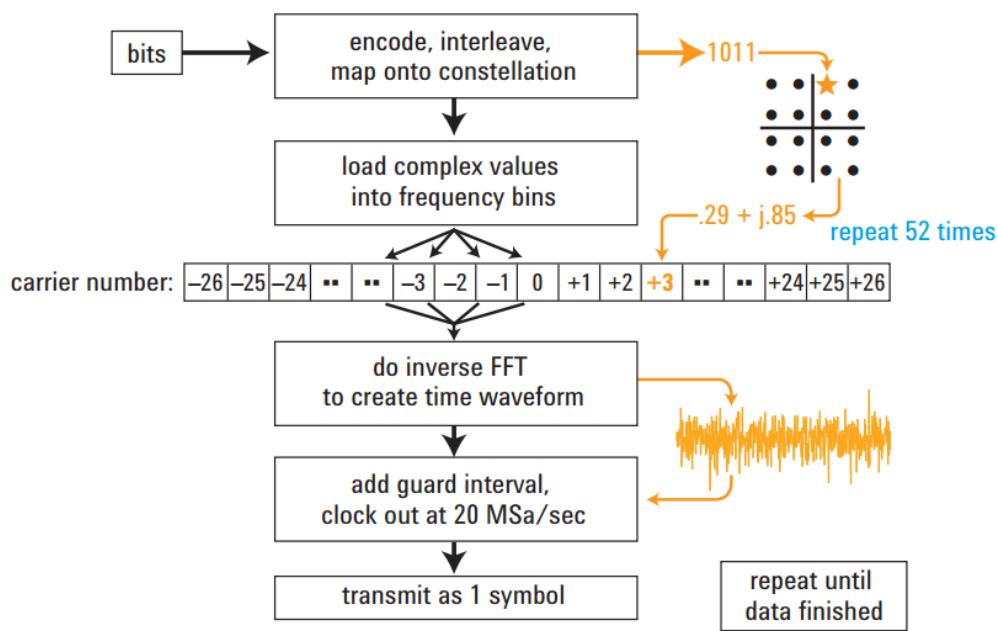 bits
encode, interleave,
map onto constellation
1011
load complex values
into frequency bins
.29 + j.85
repeat 52 times
carrier number: –26 –25 –24 ▪▪ ▪▪ –3 –2 –1 0 +1 +2 +3 ▪▪ ▪▪ +24 +25 +26
do inverse FFT
to create time waveform
add guard interval,
clock out at 20 MSa/sec
transmit as 1 symbol
repeat until
data finished